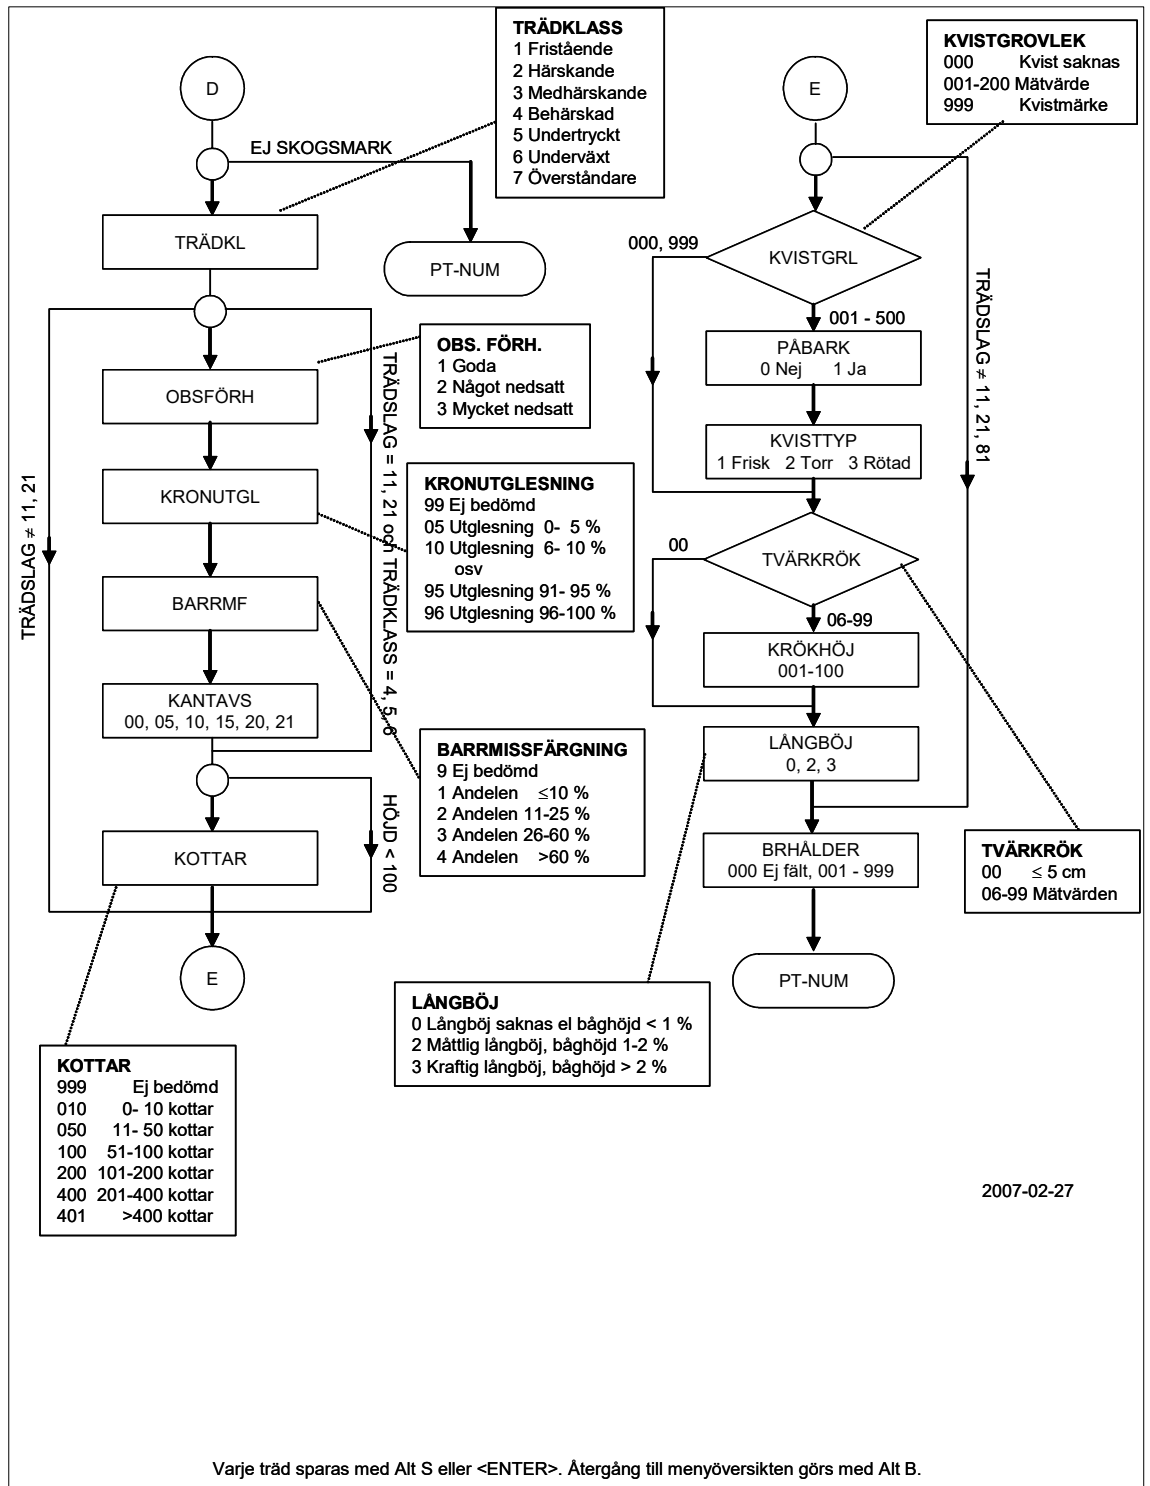 TRÄDKLASS
1 Fristående
2 Härskande
3 Medhärskande
4 Behärskad
5 Undertryckt
6 Underväxt
7 Överståndare
D
EJ SKOGSMARK
TRÄDKL
PT-NUM
OBS. FÖRH.
1 Goda
2 Något nedsatt
3 Mycket nedsatt
OBSFÖRH
TRÄDSLAG ≠ 11, 21
TRÄDSLAG = 11, 21 och TRÄDKLASS = 4, 5, 6
KRONUTGL
KRONUTGLESNING
99 Ej bedömd
05 Utglesning 0- 5 %
10 Utglesning 6- 10 %
osv
95 Utglesning 91- 95 %
96 Utglesning 96-100 %
BARRMF
KANTAVS
00, 05, 10, 15, 20, 21
BARRMISSFÄRGNING
9 Ej bedömd
1 Andelen ≤10 %
2 Andelen 11-25 %
3 Andelen 26-60 %
4 Andelen >60 %
HÖJD < 100
KOTTAR
E
KOTTAR
999 Ej bedömd
010 0- 10 kottar
050 11- 50 kottar
100 51-100 kottar
200 101-200 kottar
400 201-400 kottar
401 >400 kottar
KVISTGROVLEK
000 Kvist saknas
001-200 Mätvärde
999 Kvistmärke
E
000, 999
KVISTGRL
001 - 500
PÅBARK
0 Nej 1 Ja
TRÄDSLAG ≠ 11, 21, 81
KVISTTYP
1 Frisk 2 Torr 3 Rötad
00
TVÄRKRÖK
06-99
KRÖKHÖJ
001-100
LÅNGBÖJ
0, 2, 3
BRHÅLDER
000 Ej fält, 001 - 999
TVÄRKRÖK
00 ≤ 5 cm
06-99 Mätvärden
PT-NUM
LÅNGBÖJ
0 Långböj saknas el båghöjd < 1 %
2 Måttlig långböj, båghöjd 1-2 %
3 Kraftig långböj, båghöjd > 2 %
2007-02-27
Varje träd sparas med Alt S eller <ENTER>. Återgång till menyöversikten görs med Alt B.